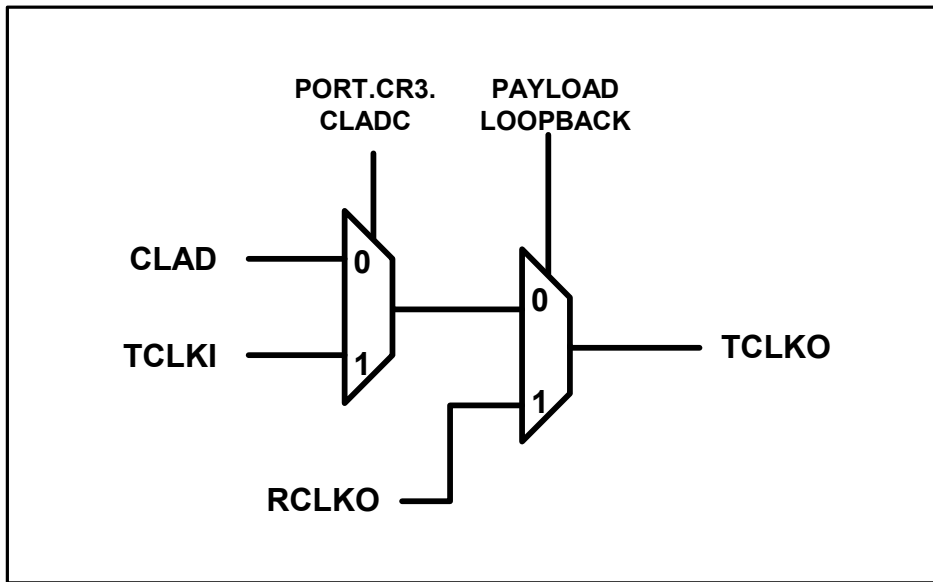 PORT.CR3.
CLADC
PAYLOAD
LOOPBACK
CLAD
0
TCLKI
1
0
1
TCLKO
RCLKO